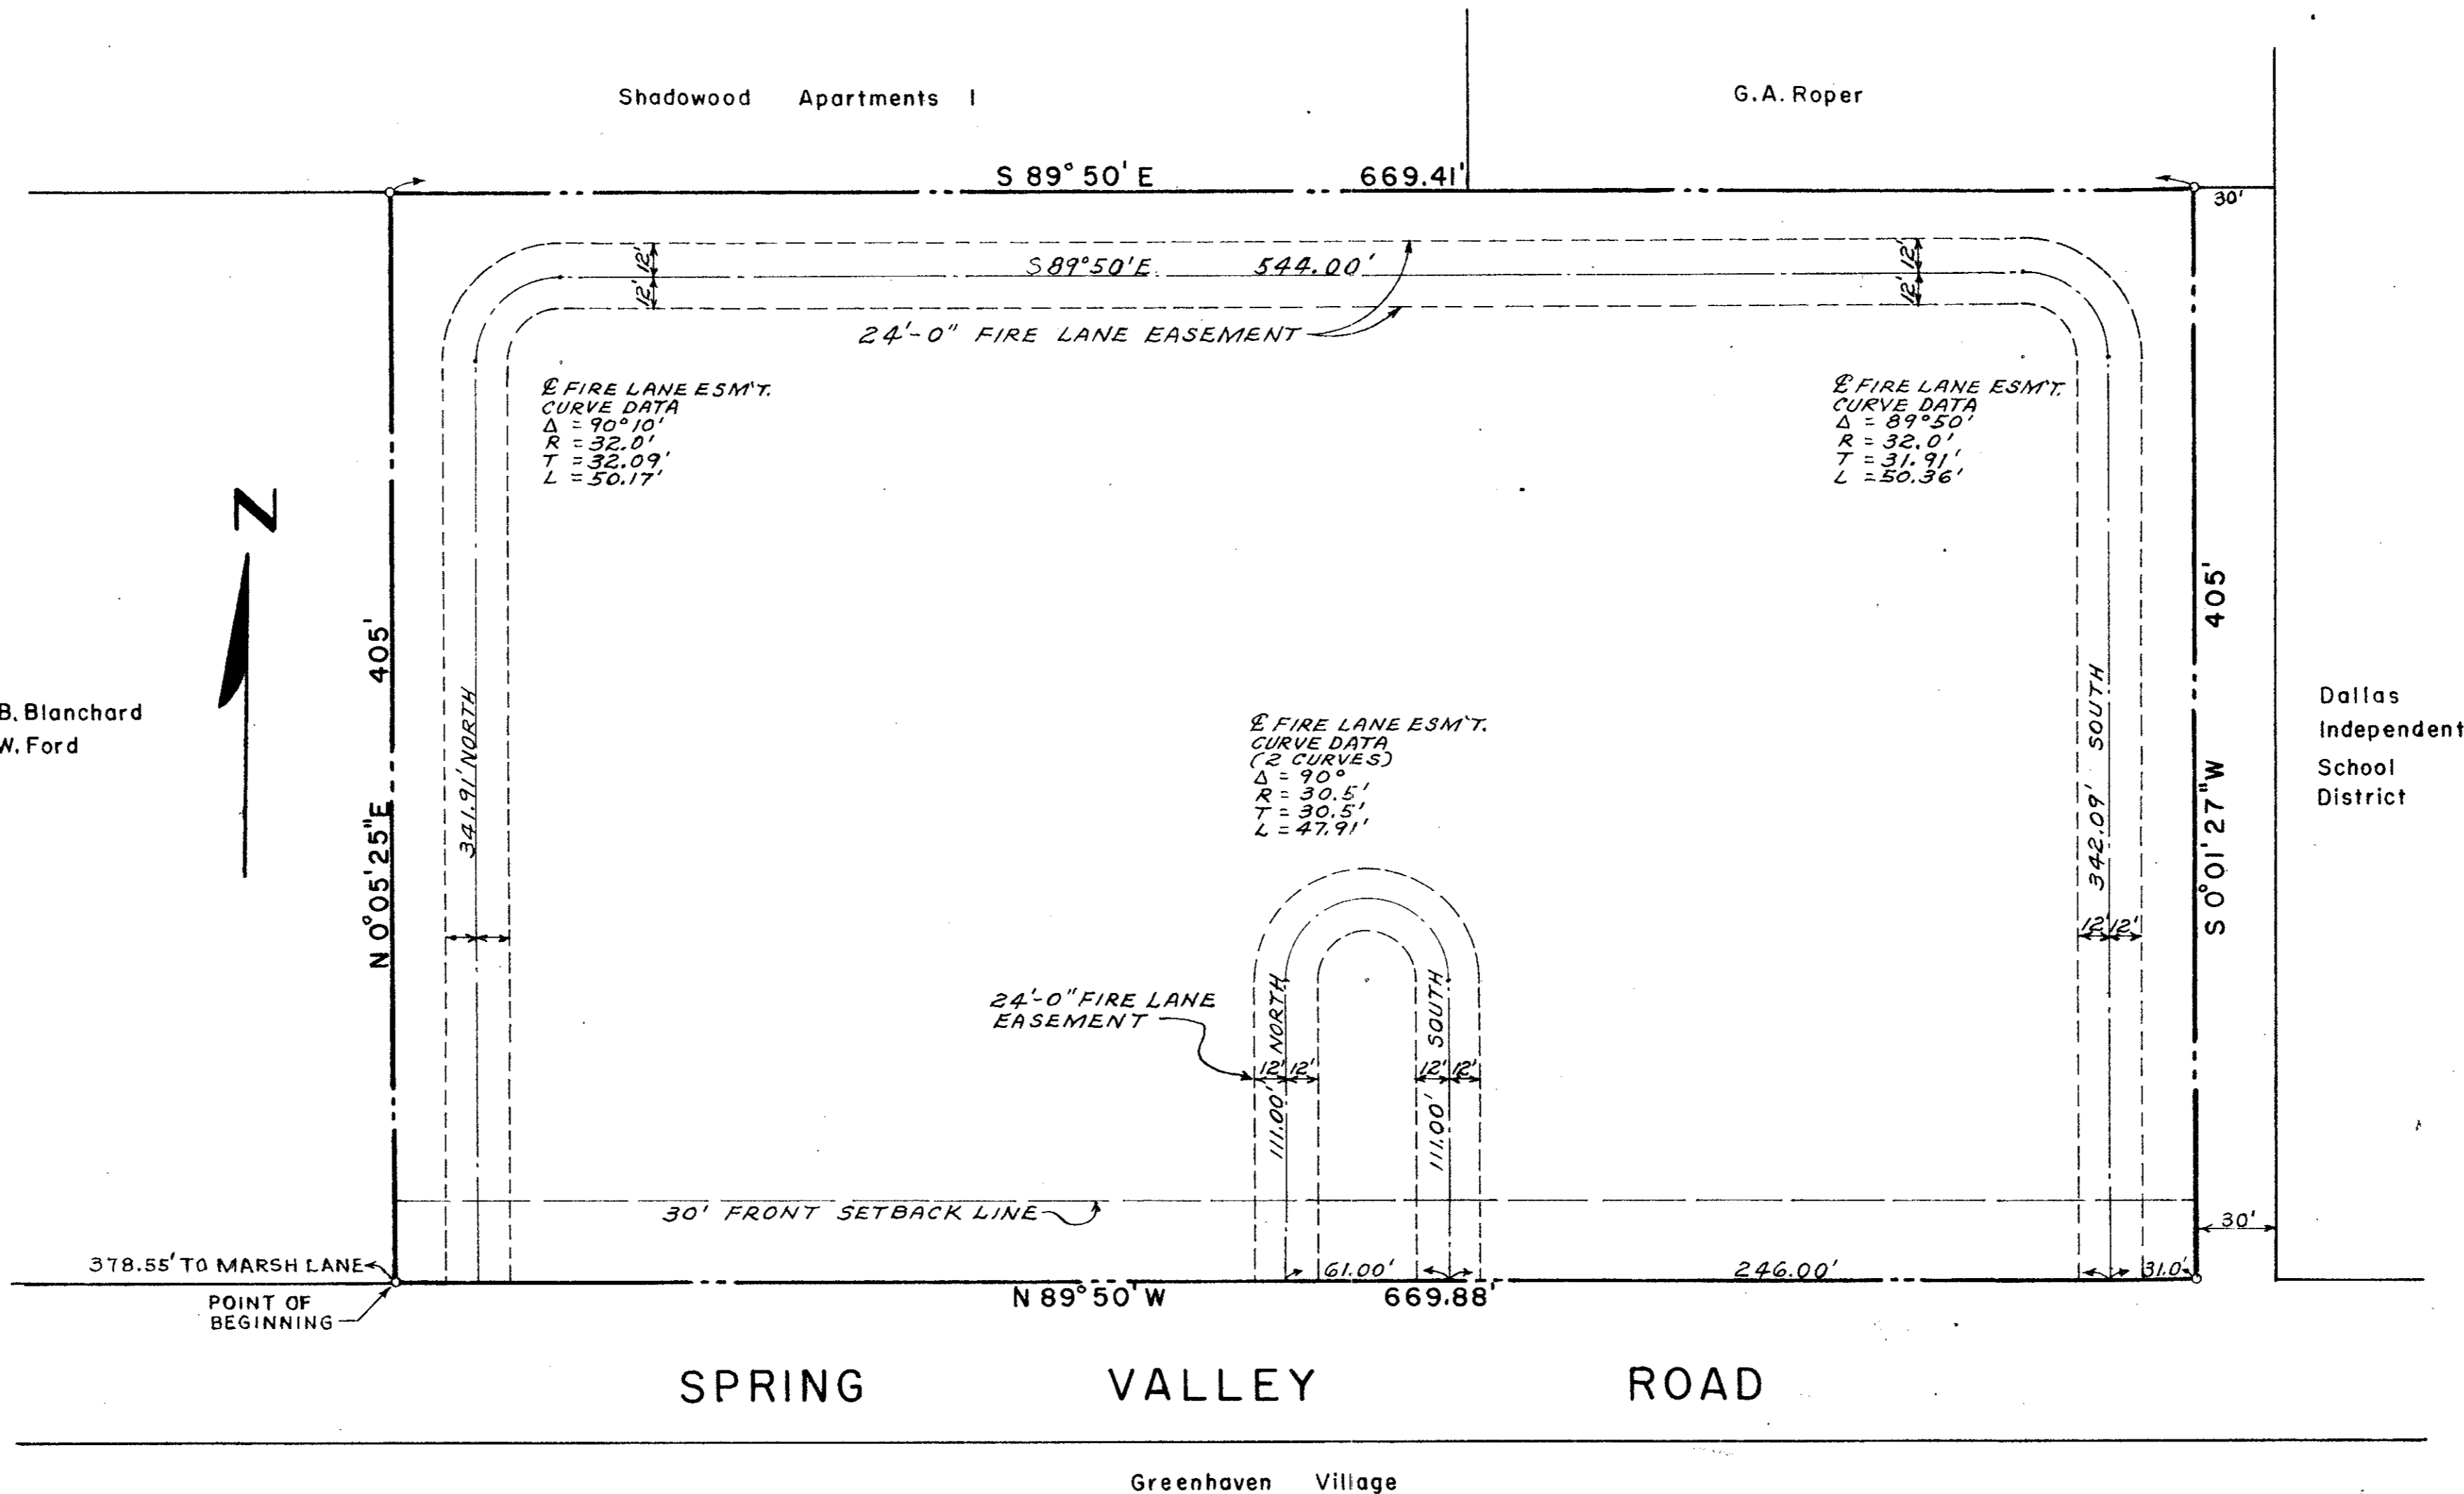 Shadowood Apartments I
G.A. Roper
S 89° 50' E 669.41'
30'
12'
12'
S 89°50' E. 544.00'
12'
12'
24'-0" FIRE LANE EASEMENT
℄ FIRE LANE ESM'T.
CURVE DATA
Δ = 90°10'
R = 32.0'
T = 32.09'
L = 50.17'
℄ FIRE LANE ESM'T.
CURVE DATA
Δ = 89°50'
R = 32.0'
T = 31.91'
L = 50.36'
N
N 0°05'25"E 405'
341.91' NORTH
B. Blanchard
W. Ford
℄ FIRE LANE ESM'T.
CURVE DATA
(2 CURVES)
Δ = 90°
R = 30.5'
T = 30.5'
L = 47.91'
342.09' SOUTH
S 0°01'27"W 405'
Dallas
Independent
School
District
12' 12'
24'-0" FIRE LANE
EASEMENT
111.00' NORTH
12' 12'
111.00' SOUTH
12' 12'
30' FRONT SETBACK LINE
30'
378.55' TO MARSH LANE
61.00'
246.00'
31.0'
POINT OF
BEGINNING
N 89°50' W 669.88'
SPRING VALLEY ROAD
Greenhaven Village